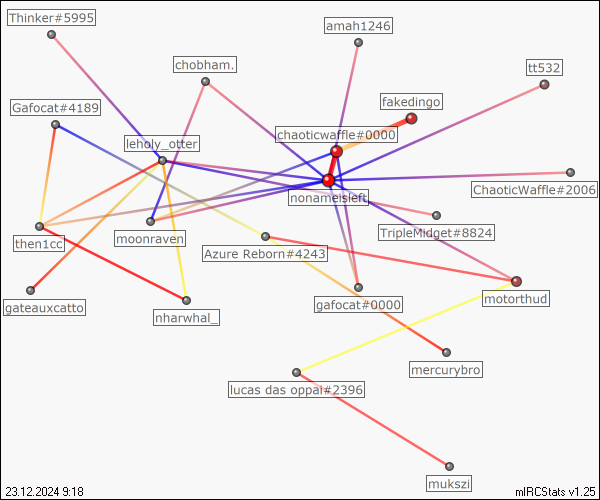 Thinker#5995
amah1246
chobham.
tt532
fakedingo
Gafocat#4189
chaoticwaffle#0000
leholy_otter
ChaoticWaffle#2006
nonameisleft
TripleMidget#8824
then1cc
moonraven
Azure Reborn#4243
motorthud
gafocat#0000
gateauxcatto
nharwhal_
mercurybro
lucas das oppai#2396
mukszi
23.12.2024 9:18
mIRCStats v1.25